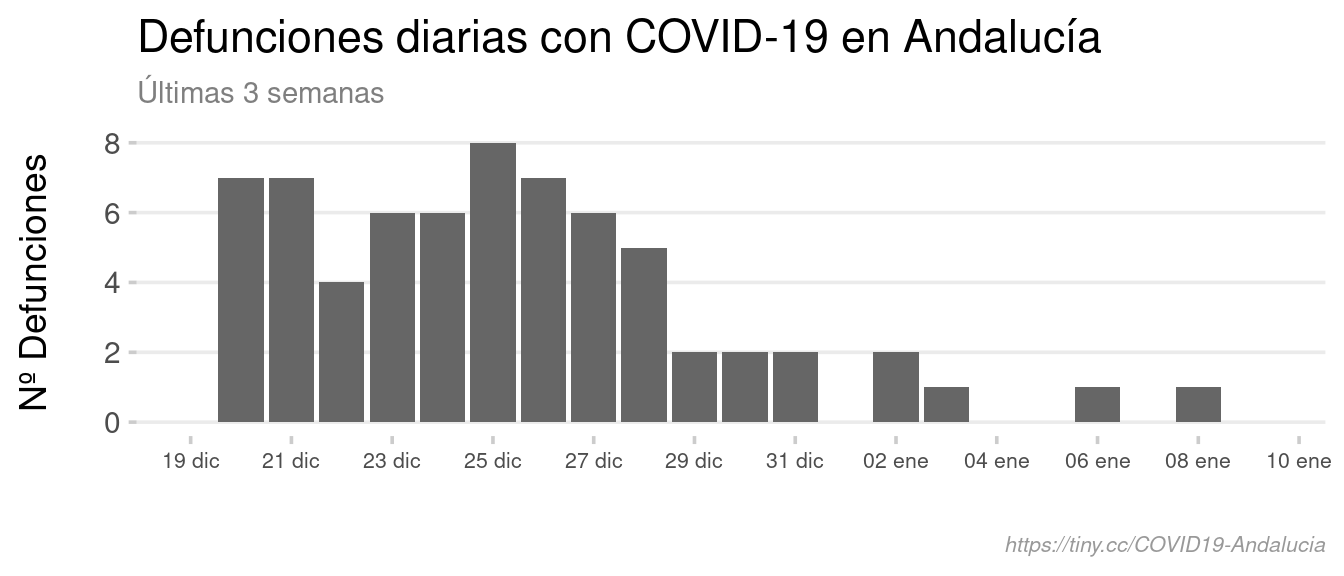 Defunciones diarias con COVID-19 en Andalucía
Últimas 3 semanas
Nº Defunciones
8
6
4
2
0
19 dic 21 dic 23 dic 25 dic 27 dic 29 dic 31 dic 02 ene 04 ene 06 ene 08 ene 10 ene
https://tiny.cc/COVID19-Andalucia